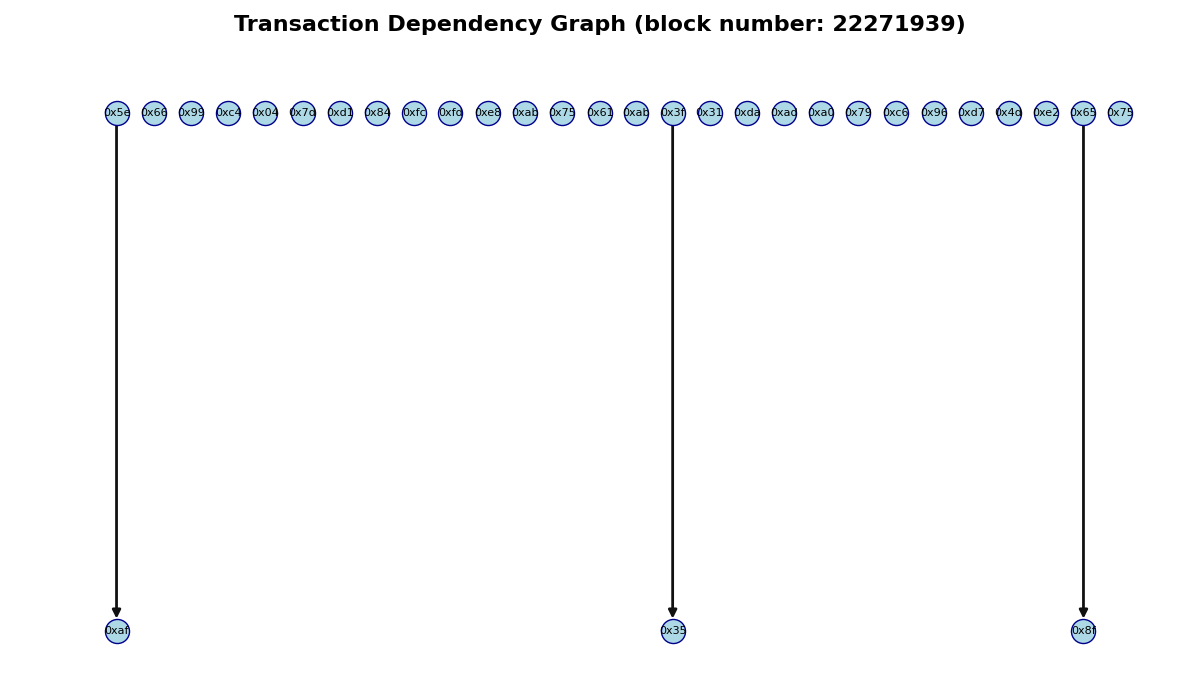 Transaction Dependency Graph (block number: 22271939)
0x5e 0x66 0x99 0xc4 0x04 0x7d 0xd1 0x84 0xfc 0xfd 0xe8 0xab 0x75 0x61 0xab 0x3f 0x31 0xda 0xad 0xa0 0x79 0xc6 0x96 0xd7 0x4d 0xe2 0x65 0x75
0xaf 0x35 0x8f